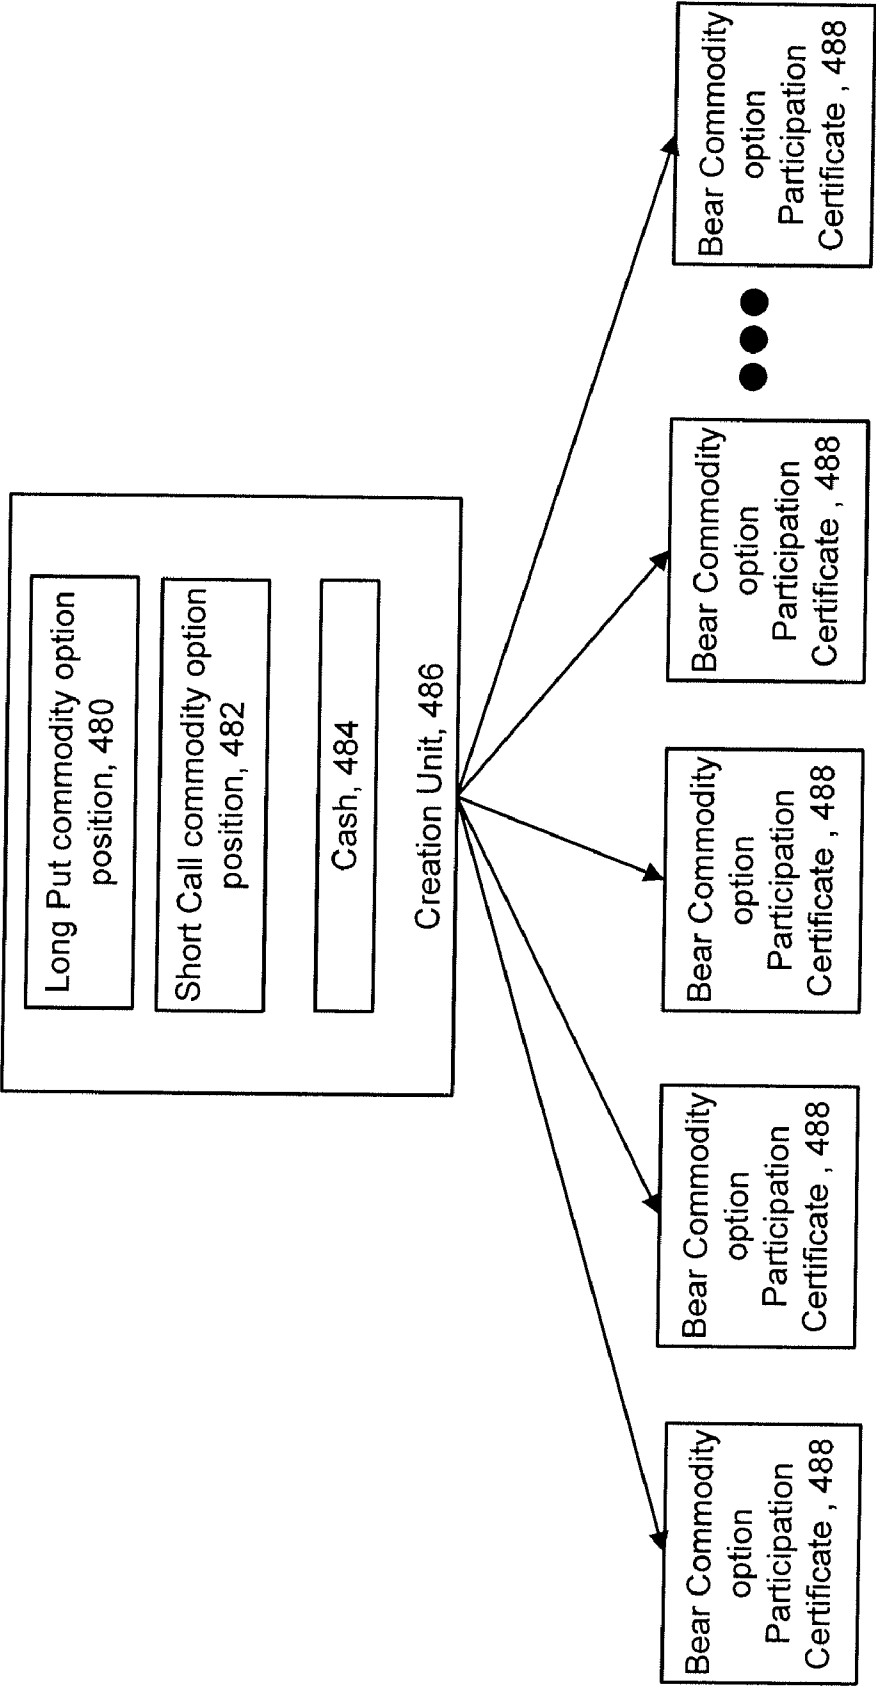 Long Put commodity option
position, 480
Short Call commodity option
position, 482
Cash, 484
Creation Unit, 486
Bear Commodity
option
Participation
Certificate , 488
Bear Commodity
option
Participation
Certificate , 488
Bear Commodity
option
Participation
Certificate , 488
Bear Commodity
option
Participation
Certificate , 488
Bear Commodity
option
Participation
Certificate , 488